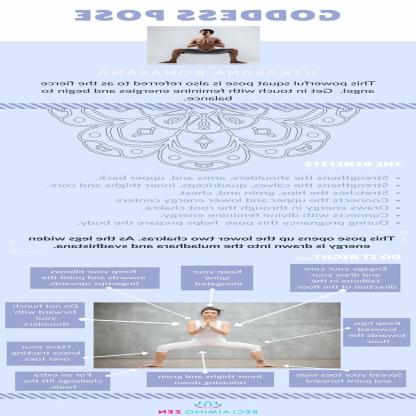 GODDESS POSE
UTKATASANA KONASANA
This powerful squat pose is also referred to as the fierce
angel. Get in touch with feminine energies and begin to
balance.
THE BENEFITS
Strengthens the shoulders, arms and, upper back.
Strengthens the calves, quadriceps, inner thighs and core.
Stretches the hips, groin and, chest.
Connects the upper and lower energy centers.
Draws energy in through the root chakra.
Connects with divine feminine energy.
During pregnancy this pose helps prepare the body.
This pose opens up the lower two chakras. As the legs widen
energy is drawn into the muladhara and svadhisthana.
DO IT RIGHT......
Engage your core
and draw your
tailbone in the
direction of the floor.
Keep your
spine
elongated.
Keep your elbows
inwards and point the
fingertips upwards.
Keep hips
lowered
towards the
floor.
Do not hunch
forward with
your
shoulders.
Have your
knees tracking
over toes.
Spread your toes wide
and point forward
Inner thighs and groin
releasing down
For an extra
challenge lift the
heels.
RECLAIMING ZEN